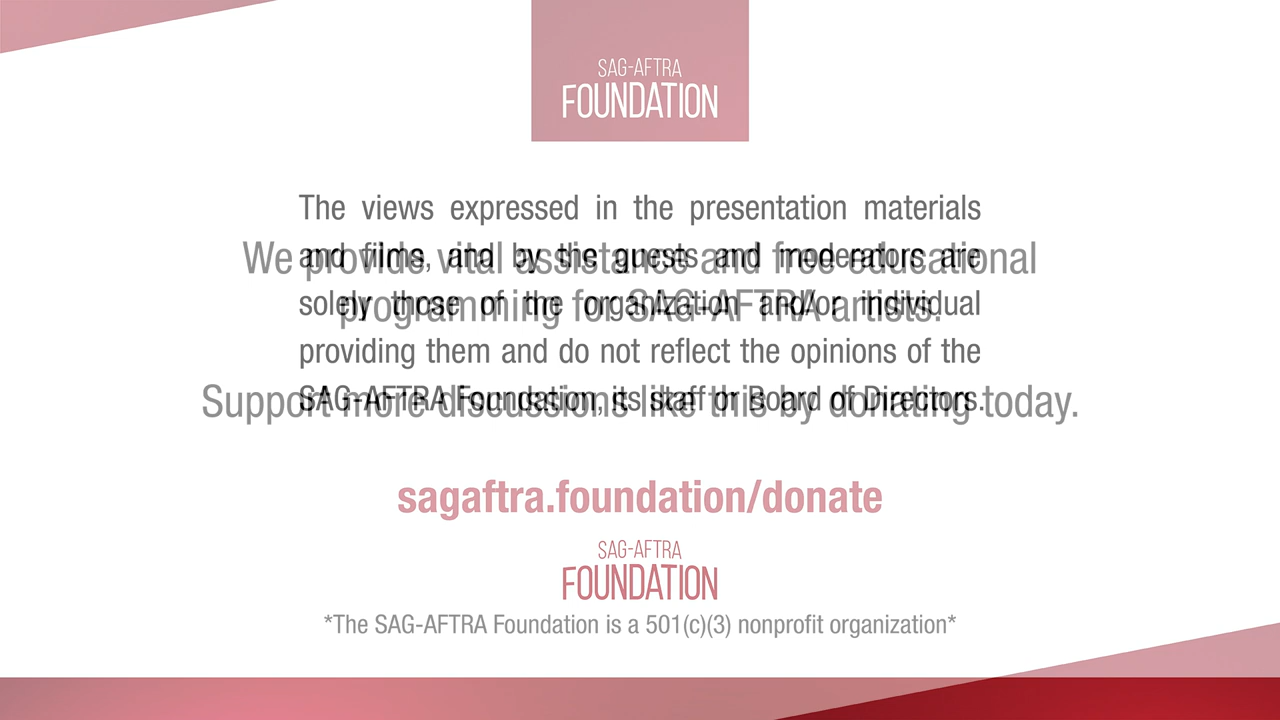 SAG-AFTRA
FOUNDATION
The views expressed in the presentation materials
and films, and by the guests and moderators are
We provide vital assistance and free educational
solely those of the organization and/or individual
programming for SAG-AFTRA artists.
providing them and do not reflect the opinions of the
SAG-AFTRA Foundation, its staff or Board of Directors.
Support more discussions like this by donating today.
sagaftra.foundation/donate
SAG-AFTRA
FOUNDATION
*The SAG-AFTRA Foundation is a 501(c)(3) nonprofit organization*